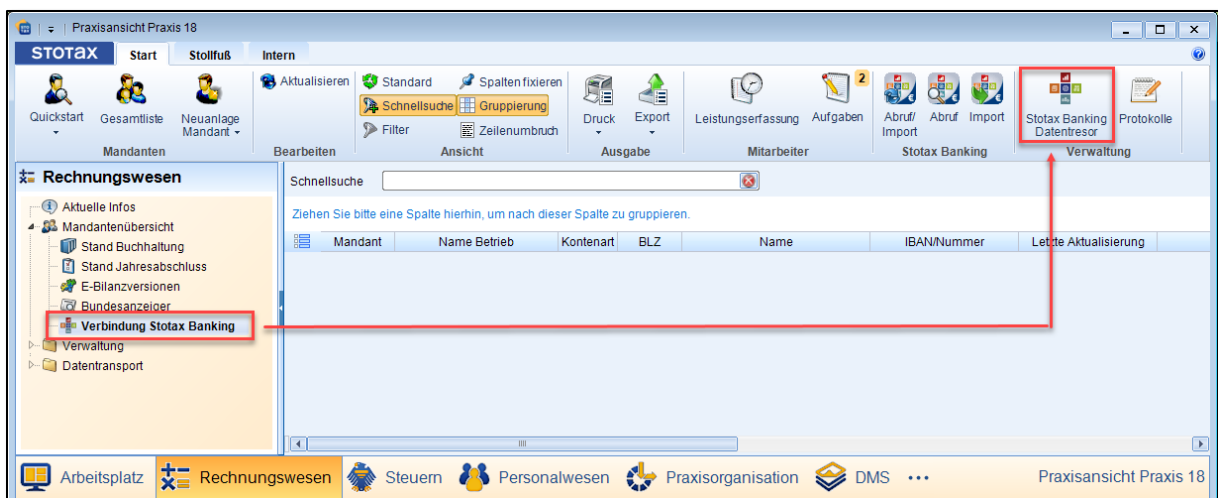 Praxisansicht Praxis 18
STOTAX Start Stollfuß Intern
Aktualisieren Standard Spalten fixieren 2
Schnellsuche Gruppierung
Filter Zeilenumbruch
Quickstart Gesamtliste Neuanlage Mandant Druck Export Leistungserfassung Aufgaben Abruf/ Import Abruf Import Stotax Banking Datentresor Protokolle
Mandanten Bearbeiten Ansicht Ausgabe Mitarbeiter Stotax Banking Verwaltung
Rechnungswesen
Schnellsuche
Aktuelle Infos
Mandantenübersicht
Stand Buchhaltung
Stand Jahresabschluss
E-Bilanzversionen
Bundesanzeiger
Verbindung Stotax Banking
Verwaltung
Datentransport
Ziehen Sie bitte eine Spalte hierhin, um nach dieser Spalte zu gruppieren.
Mandant Name Betrieb Kontenart BLZ Name IBAN/Nummer Letzte Aktualisierung
Arbeitsplatz Rechnungswesen Steuern Personalwesen Praxisorganisation DMS ... Praxisansicht Praxis 18